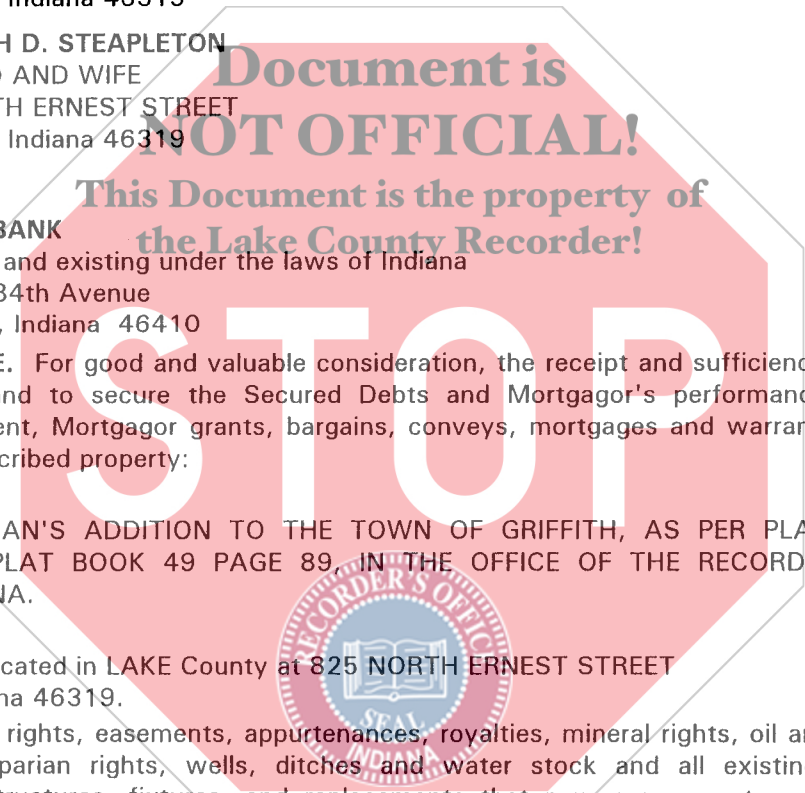 Indiana
H D. STEAPLETON
AND WIFE
TH ERNEST STREET
Indiana 46319
Document is
NOT OFFICIAL!
This Document is the property of
the Lake County Recorder!
BANK
and existing under the laws of Indiana
34th Avenue
, Indiana 46410
E. For good and valuable consideration, the receipt and sufficienc
nd to secure the Secured Debts and Mortgagor's performanc
ent, Mortgagor grants, bargains, conveys, mortgages and warran
cribed property:
STOP
AN'S ADDITION TO THE TOWN OF GRIFFITH, AS PER PLA
PLAT BOOK 49 PAGE 89, IN THE OFFICE OF THE RECORD
NA.
RECORDER'S OFFICE
cated in LAKE County at 825 NORTH ERNEST STREET
na 46319.
SEAL
INDIANA
rights, easements, appurtenances, royalties, mineral rights, oil an
parian rights, wells, ditches and water stock and all existin
fixtures, and replacements that